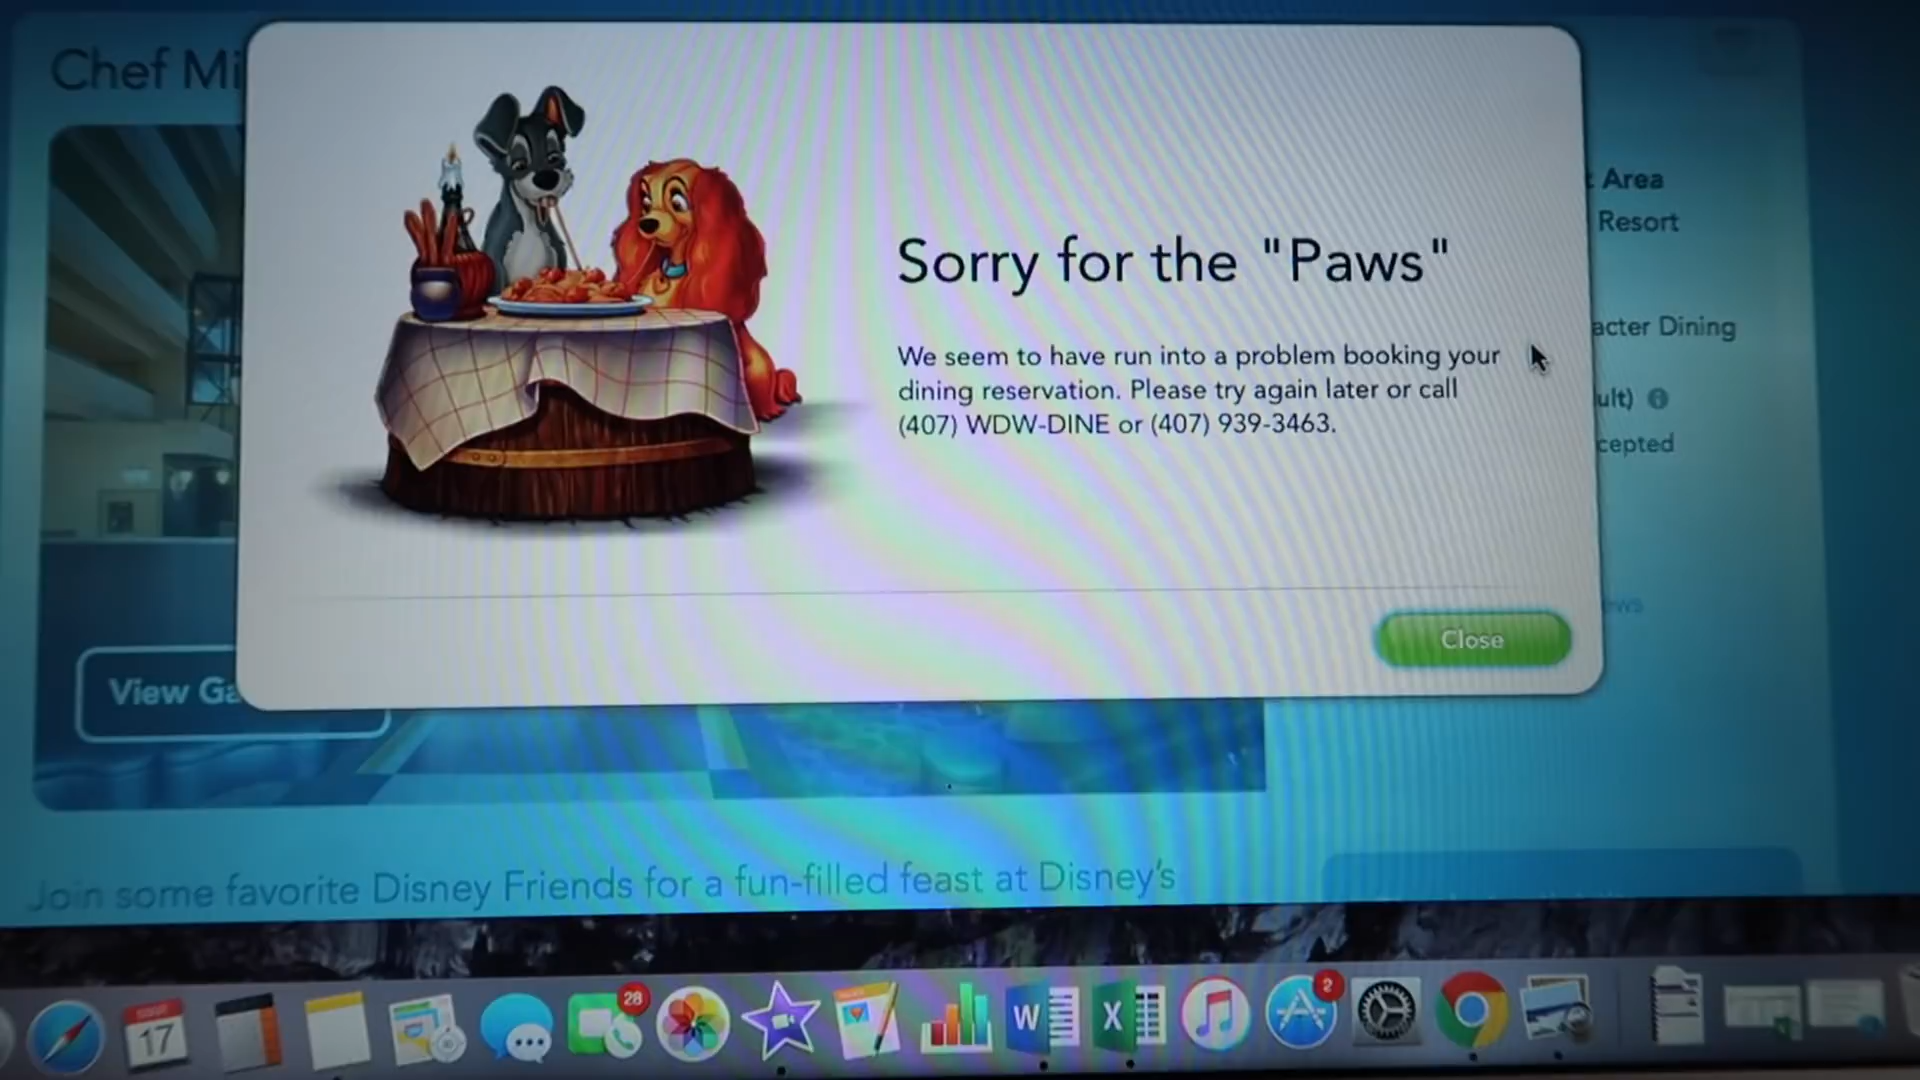 Chef Mi
Area
Resort
Sorry for the "Paws"
acter Dining
We seem to have run into a problem booking your
dining reservation. Please try again later or call
(407) WDW-DINE or (407) 939-3463.
ult)
cepted
ews
Close
View Ga
Join some favorite Disney Friends for a fun-filled feast at Disney's
28
2
17
W
X